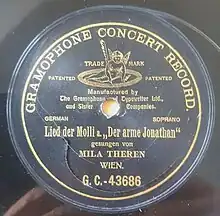 GRAMOPHONE CONCERT RECORD.
TRADE MARK
PATENTED PATENTED
Manufactured by
The Gramophone and Typewriter Ltd.,
and Sister Companies.
GERMAN SOPRANO
Lied der Molli a. „Der arme Jonathan“
gesungen von
MILA THEREN
WIEN.
G. C.-43686